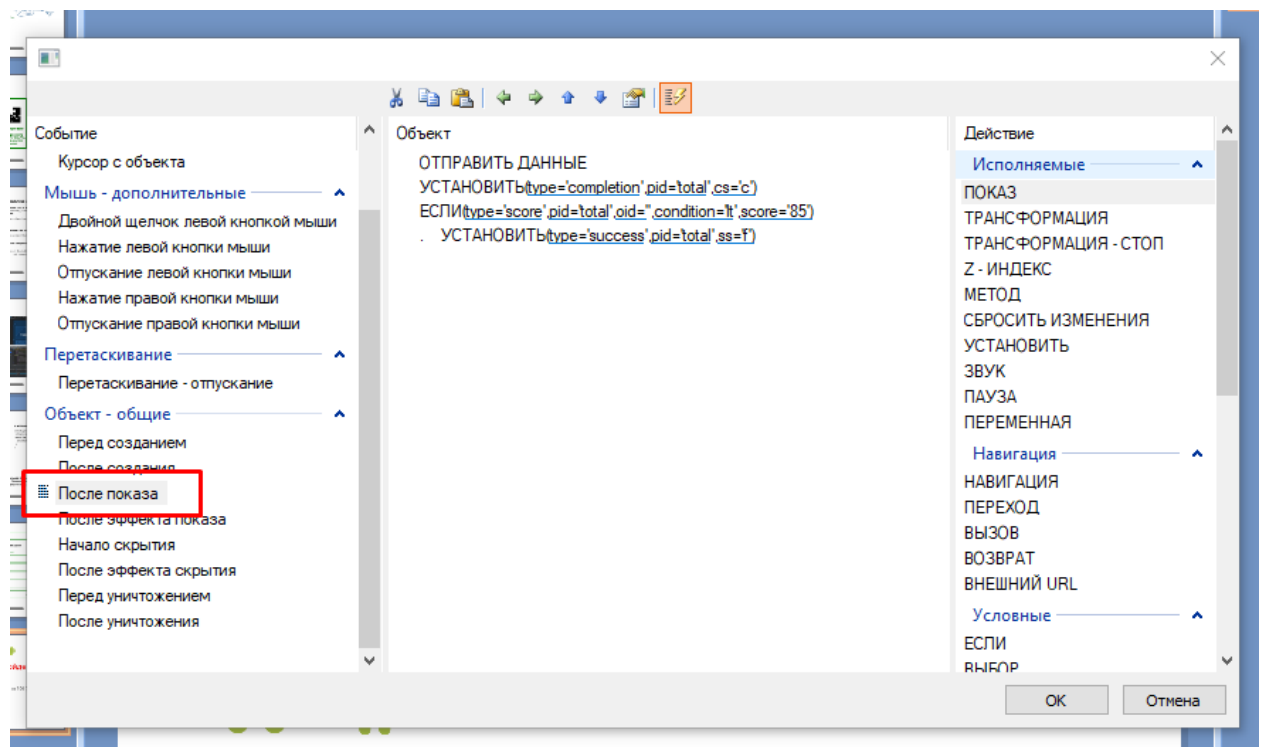 Событие
Курсор с объекта
Мышь - дополнительные
Двойной щелчок левой кнопкой мыши
Нажатие левой кнопки мыши
Отпускание левой кнопки мыши
Нажатие правой кнопки мыши
Отпускание правой кнопки мыши
Перетаскивание
Перетаскивание - отпускание
Объект - общие
Перед созданием
После создания
После показа
После эффекта показа
Начало скрытия
После эффекта скрытия
Перед уничтожением
После уничтожения
Объект
ОТПРАВИТЬ ДАННЫЕ
УСТАНОВИТЬ(type='completion',pid='total',cs='c')
ЕСЛИ(type='score',pid='total',oid='',condition='lt',score='85')
. УСТАНОВИТЬ(type='success',pid='total',ss='f')
Действие
Исполняемые
ПОКАЗ
ТРАНСФОРМАЦИЯ
ТРАНСФОРМАЦИЯ - СТОП
Z - ИНДЕКС
МЕТОД
СБРОСИТЬ ИЗМЕНЕНИЯ
УСТАНОВИТЬ
ЗВУК
ПАУЗА
ПЕРЕМЕННАЯ
Навигация
НАВИГАЦИЯ
ПЕРЕХОД
ВЫЗОВ
ВОЗВРАТ
ВНЕШНИЙ URL
Условные
ЕСЛИ
ВЫБОР
ОК
Отмена